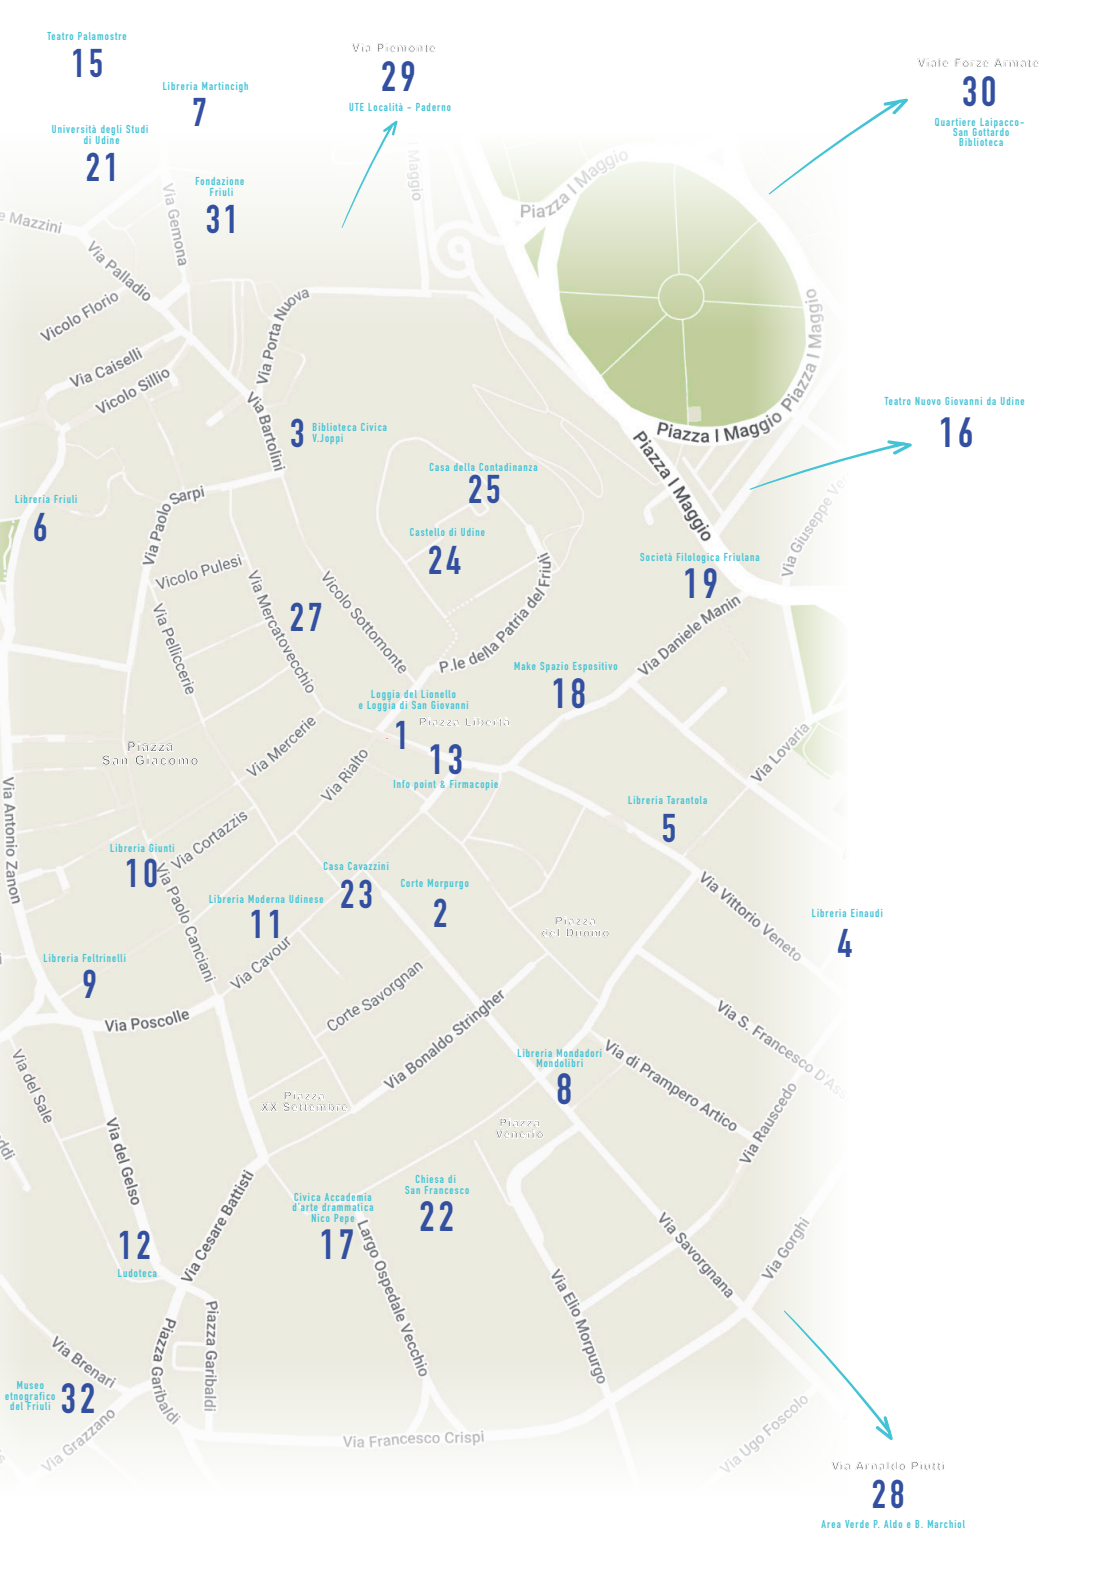 Teatro Palamostre
15
Libreria Martincigh
7
Università degli Studi
di Udine
21
Fondazione
Friuli
31
Via Piemonte
29
UTE Località - Paderno
Viale Forze Armate
30
Quartiere Laipacco-
San Gottardo
Biblioteca
I Maggio
Piazza I Maggio
e Mazzini
Via Gemona
Via Palladio
Vicolo Florio
Via Caiselli
Vicolo Sillio
Via Porta Nuova
Via Bartolini
Piazza I Maggio
Piazza I Maggio
Piazza I Maggio
Piazza I Maggio
Teatro Nuovo Giovanni da Udine
16
3
Biblioteca Civica
V.Joppi
Casa della Contadinanza
25
Libreria Friuli
6
Via Paolo Sarpi
Castello di Udine
24
Società Filologica Friulana
19
Via Giuseppe Ve
Vicolo Pulesi
Via Mercatovecchio
27
Vicolo Sottomonte
P.le della Patria del Friuli
Via Daniele Manin
Via Pelliccerie
Make Spazio Espositivo
18
Loggia del Lionello
e Loggia di San Giovanni
1
Piazza Libertà
13
Info point & Firmacopie
Piazza
San Giacomo
Via Mercerie
Via Rialto
Via Lovaria
Via Antonio Zanon
Libreria Tarantola
5
Via Cortazzis
Libreria Giunti
10
Via Paolo Canciani
Casa Cavazzini
23
Corte Morpurgo
2
Libreria Moderna Udinese
11
Via Cavour
Piazza
del Duomo
Via Vittorio Veneto
Libreria Einaudi
4
Libreria Feltrinelli
9
Via Poscolle
Corte Savorgnan
Via Bonaldo Stringher
Via S. Francesco D'Ass
Libreria Mondadori
Mondolibri
8
Via di Prampero Artico
Via Rauscedo
Via del Sale
ddi
Piazza
XX Settembre
Piazza
Venerio
Via del Gelso
Via Cesare Battisti
Civica Accademia
d'arte drammatica
Nico Pepe
17
Chiesa di
San Francesco
22
12
Ludoteca
Largo Ospedale Vecchio
Via Savorgnana
Via Gorghi
Via Elio Morpurgo
Via Brenari
Piazza Garibaldi
Piazza Garibaldi
Museo
etnografico
del Friuli
32
Via Grazzano
Via Francesco Crispi
Via Ugo Foscolo
Via Arnaldo Piutti
28
Area Verde P. Aldo e B. Marchiol